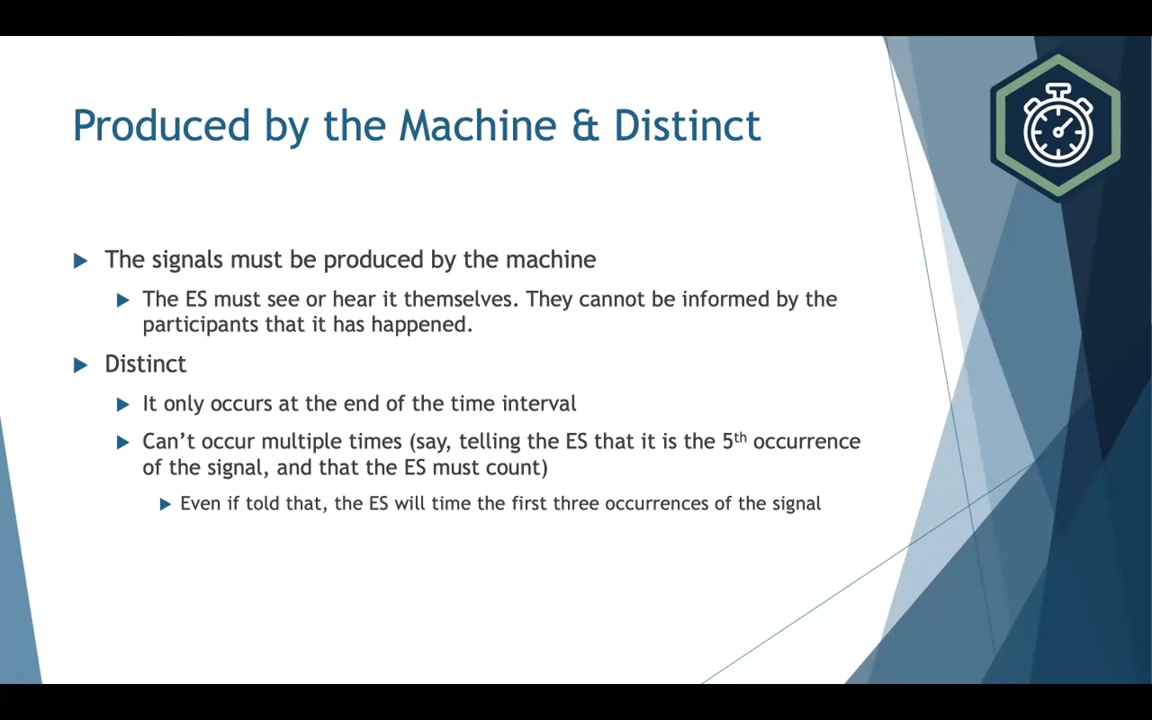 Produced by the Machine & Distinct
The signals must be produced by the machine
The ES must see or hear it themselves. They cannot be informed by the
participants that it has happened.
Distinct
It only occurs at the end of the time interval
Can’t occur multiple times (say, telling the ES that it is the 5th occurrence
of the signal, and that the ES must count)
Even if told that, the ES will time the first three occurrences of the signal